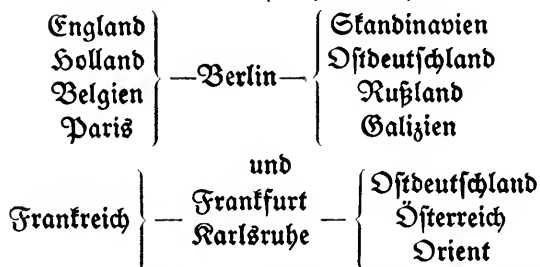 England Skandinavien
Holland Ostdeutschland
—Berlin—
Belgien Rußland
Paris Galizien
und
Frankfurt Ostdeutschland
Frankreich — — Österreich
Karlsruhe Orient